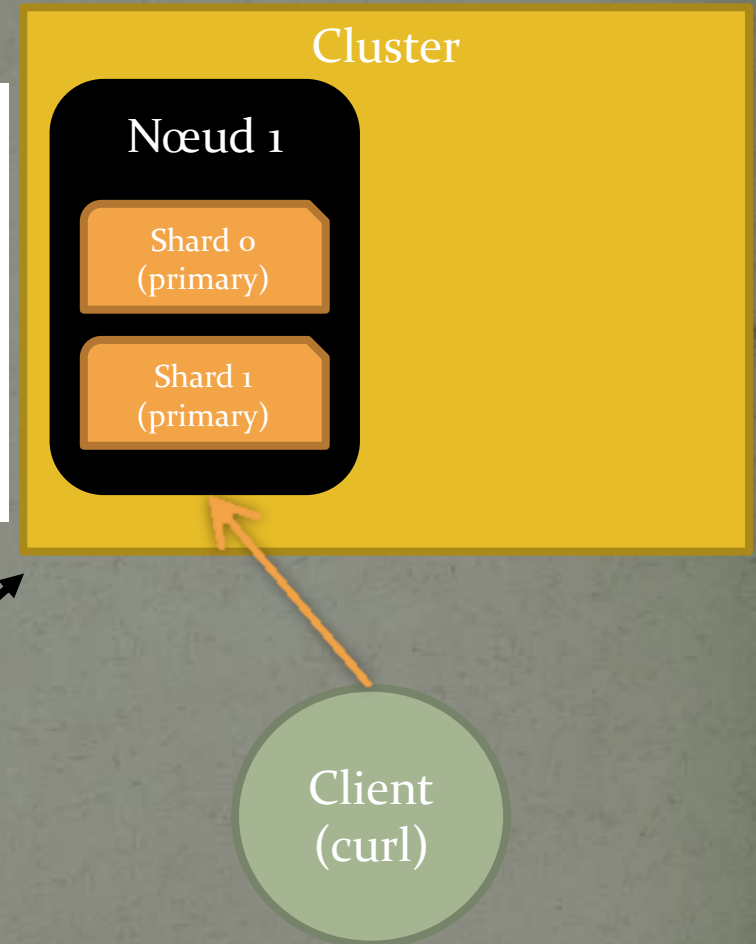 Cluster
Nœud 1
Shard 0
(primary)
Shard 1
(primary)
Client
(curl)